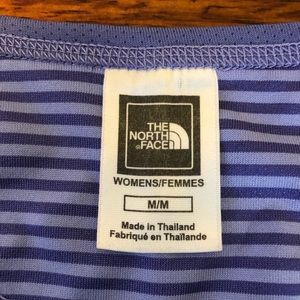 THE
NORTH
FACE
WOMENS/FEMMES
M/M
Made in Thailand
Fabriqué en Thaïlande